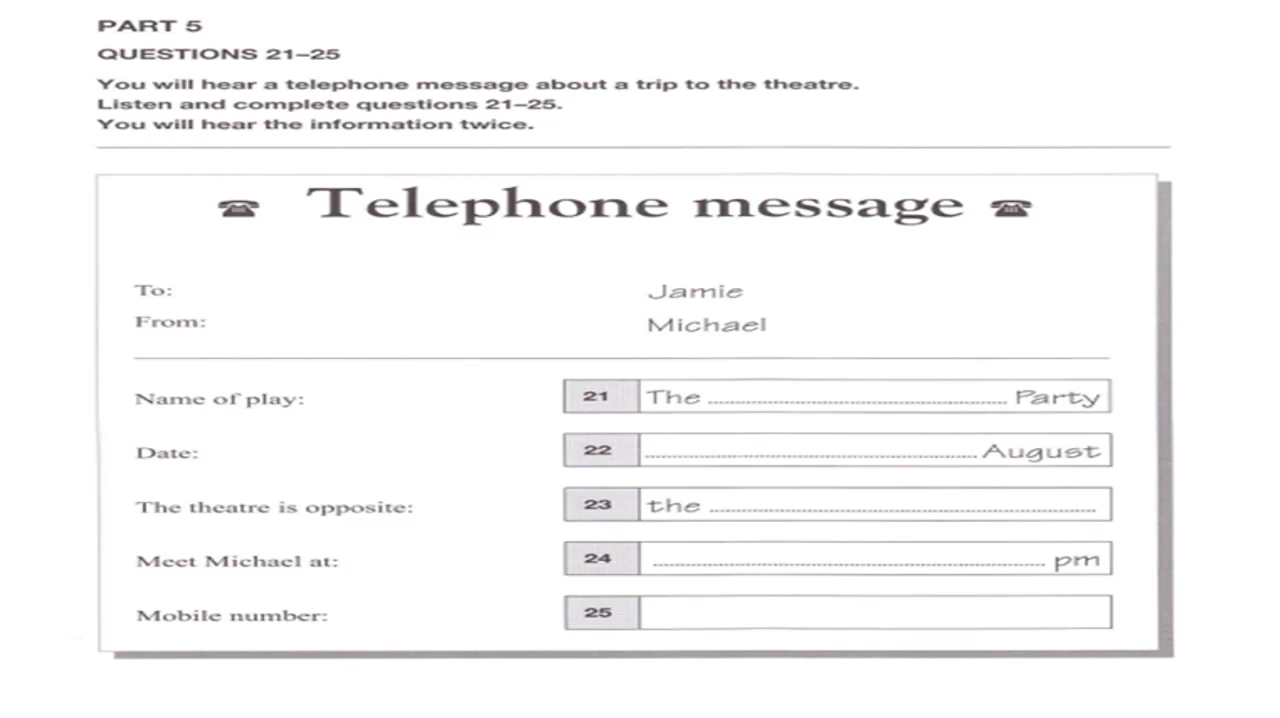 PART 5
QUESTIONS 21–25
You will hear a telephone message about a trip to the theatre.
Listen and complete questions 21–25.
You will hear the information twice.
☎ Telephone message ☎
To: Jamie
From: Michael
Name of play: 21 The ........................ Party
Date: 22 ........................ August
The theatre is opposite: 23 the ........................
Meet Michael at: 24 ........................ pm
Mobile number: 25